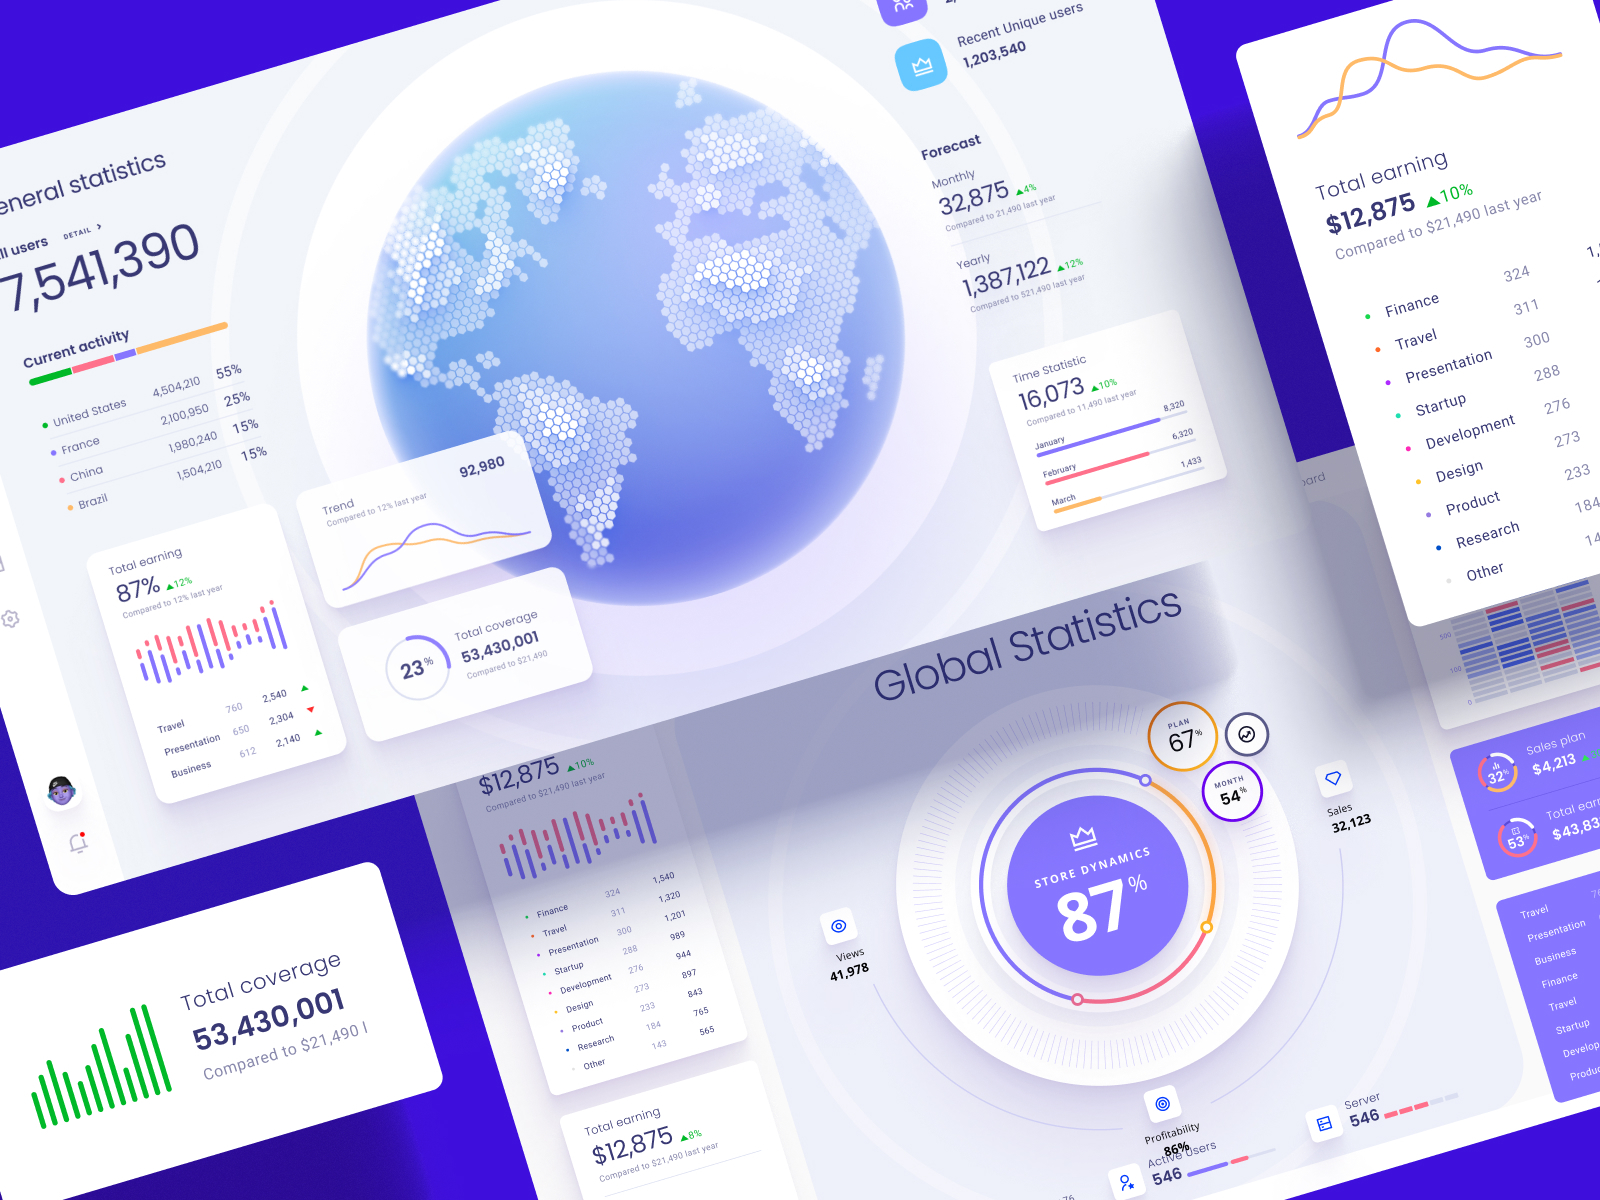 eneral statistics
ll users DETAIL >
7,541,390
Current activity
United States 4,504,210 55%
France 2,100,950 25%
China 1,980,240 15%
Brazil 1,504,210 15%
Total earning
87% ▲12%
Compared to 12% last year
Travel 760 2,540 ▲
Presentation 650 2,304 ▼
Business 612 2,140 ▲
Trend 92,980
Compared to 12% last year
23%
Total coverage
53,430,001
Compared to $21,490
Recent Unique users
1,203,540
Forecast
Monthly
32,875 ▲4%
Compared to 21,490 last year
Yearly
1,387,122 ▲12%
Compared to $21,490 last year
Time Statistic
16,073 ▲10%
Compared to 11,490 last year
January 8,320
February 6,320
March 1,433
Total earning
$12,875 ▲10%
Compared to $21,490 last year
Finance 324
Travel 311
Presentation 300
Startup 288
Development 276
Design 273
Product 233
Research 184
Other 14
oard
500
100
0
Global Statistics
$12,875 ▲10%
Compared to $21,490 last year
Finance 324 1,540
Travel 311 1,320
Presentation 300 1,201
Startup 288 989
Development 276 944
Design 273 897
Product 233 843
Research 184 765
Other 143 565
Total earning
$12,875 ▲8%
Compared to $21,490 last year
PLAN
67%
MONTH
54%
STORE DYNAMICS
87%
Views
41,978
Sales
32,123
Profitability
86%
Active Users
546
Server
546
76
Sales plan
32%
$4,213
Total earn
53%
$43,83
Travel 76
Presentation
Business
Finance
Travel
Startup
Develop
Produc
Total coverage
53,430,001
Compared to $21,490 l